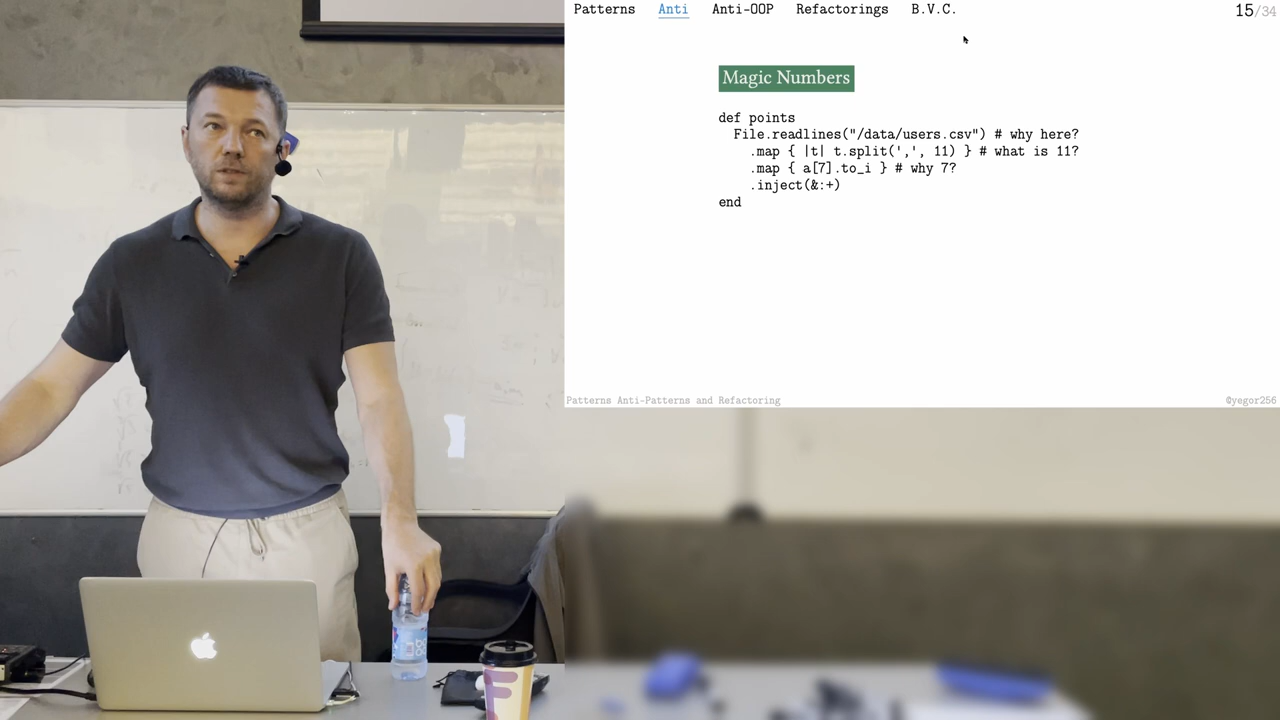 Patterns Anti Anti-OOP Refactorings B.V.C. 15/34
Magic Numbers
def points
  File.readlines("/data/users.csv") # why here?
    .map { |t| t.split(',', 11) } # what is 11?
    .map { a[7].to_i } # why 7?
    .inject(&:+)
end
Patterns Anti-Patterns and Refactoring @yegor256